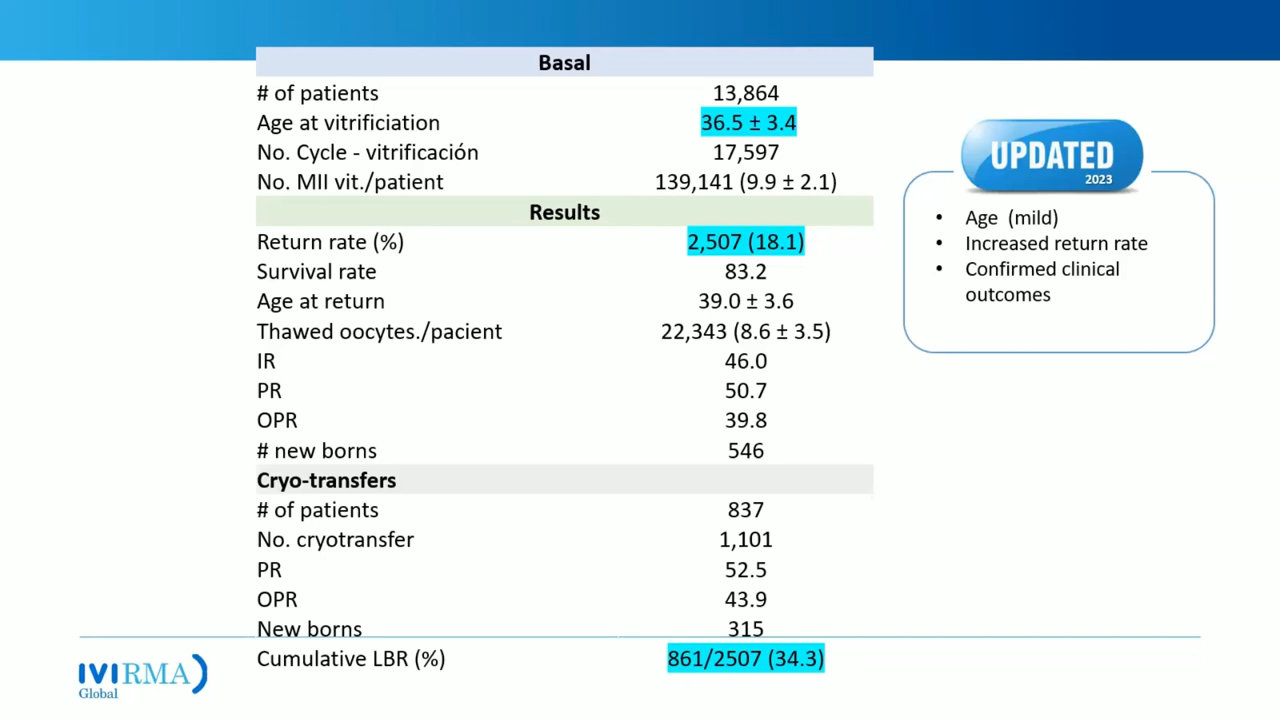 Basal
# of patients 13,864
Age at vitrificiation 36.5 ± 3.4
No. Cycle - vitrificación 17,597
No. MII vit./patient 139,141 (9.9 ± 2.1)
Results
Return rate (%) 2,507 (18.1)
Survival rate 83.2
Age at return 39.0 ± 3.6
Thawed oocytes./pacient 22,343 (8.6 ± 3.5)
IR 46.0
PR 50.7
OPR 39.8
# new borns 546
Cryo-transfers
# of patients 837
No. cryotransfer 1,101
PR 52.5
OPR 43.9
New borns 315
Cumulative LBR (%) 861/2507 (34.3)
UPDATED
2023
• Age (mild)
• Increased return rate
• Confirmed clinical
outcomes
IVIRMA
Global